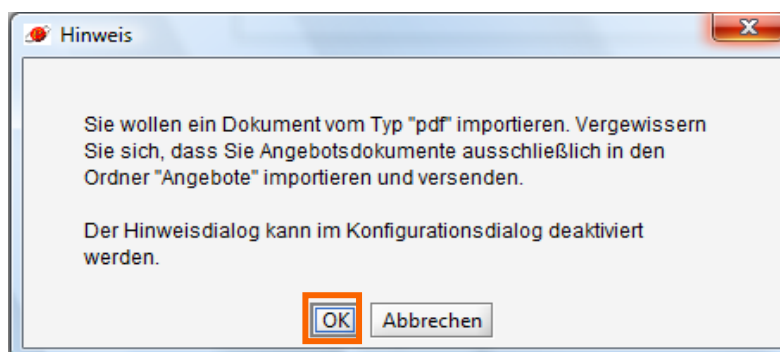 Hinweis
Sie wollen ein Dokument vom Typ "pdf" importieren. Vergewissern
Sie sich, dass Sie Angebotsdokumente ausschließlich in den
Ordner "Angebote" importieren und versenden.
Der Hinweisdialog kann im Konfigurationsdialog deaktiviert
werden.
OK Abbrechen